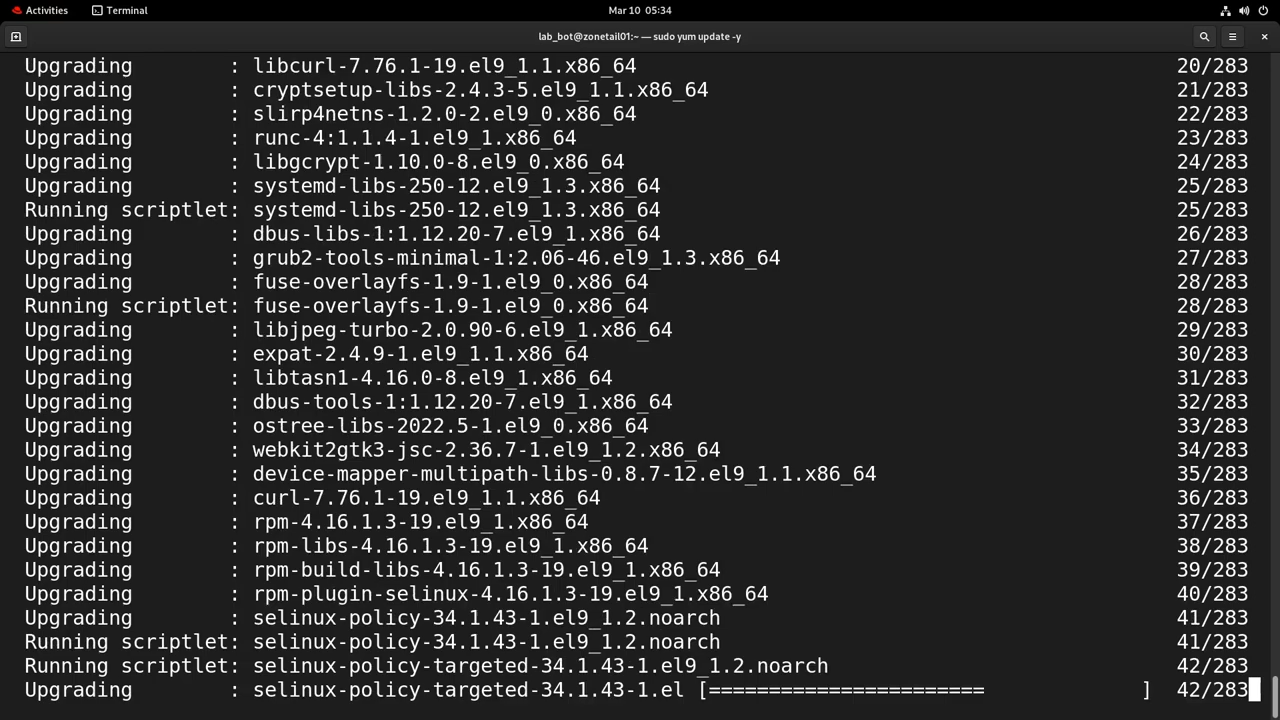 Activities Terminal Mar 10 05:34
lab_bot@zonetail01:~ — sudo yum update -y
Upgrading : libcurl-7.76.1-19.el9_1.1.x86_64 20/283
Upgrading : cryptsetup-libs-2.4.3-5.el9_1.1.x86_64 21/283
Upgrading : slirp4netns-1.2.0-2.el9_0.x86_64 22/283
Upgrading : runc-4:1.1.4-1.el9_1.x86_64 23/283
Upgrading : libgcrypt-1.10.0-8.el9_0.x86_64 24/283
Upgrading : systemd-libs-250-12.el9_1.3.x86_64 25/283
Running scriptlet: systemd-libs-250-12.el9_1.3.x86_64 25/283
Upgrading : dbus-libs-1:1.12.20-7.el9_1.x86_64 26/283
Upgrading : grub2-tools-minimal-1:2.06-46.el9_1.3.x86_64 27/283
Upgrading : fuse-overlayfs-1.9-1.el9_0.x86_64 28/283
Running scriptlet: fuse-overlayfs-1.9-1.el9_0.x86_64 28/283
Upgrading : libjpeg-turbo-2.0.90-6.el9_1.x86_64 29/283
Upgrading : expat-2.4.9-1.el9_1.1.x86_64 30/283
Upgrading : libtasn1-4.16.0-8.el9_1.x86_64 31/283
Upgrading : dbus-tools-1:1.12.20-7.el9_1.x86_64 32/283
Upgrading : ostree-libs-2022.5-1.el9_0.x86_64 33/283
Upgrading : webkit2gtk3-jsc-2.36.7-1.el9_1.2.x86_64 34/283
Upgrading : device-mapper-multipath-libs-0.8.7-12.el9_1.1.x86_64 35/283
Upgrading : curl-7.76.1-19.el9_1.1.x86_64 36/283
Upgrading : rpm-4.16.1.3-19.el9_1.x86_64 37/283
Upgrading : rpm-libs-4.16.1.3-19.el9_1.x86_64 38/283
Upgrading : rpm-build-libs-4.16.1.3-19.el9_1.x86_64 39/283
Upgrading : rpm-plugin-selinux-4.16.1.3-19.el9_1.x86_64 40/283
Upgrading : selinux-policy-34.1.43-1.el9_1.2.noarch 41/283
Running scriptlet: selinux-policy-34.1.43-1.el9_1.2.noarch 41/283
Running scriptlet: selinux-policy-targeted-34.1.43-1.el9_1.2.noarch 42/283
Upgrading : selinux-policy-targeted-34.1.43-1.el [======================= ] 42/283